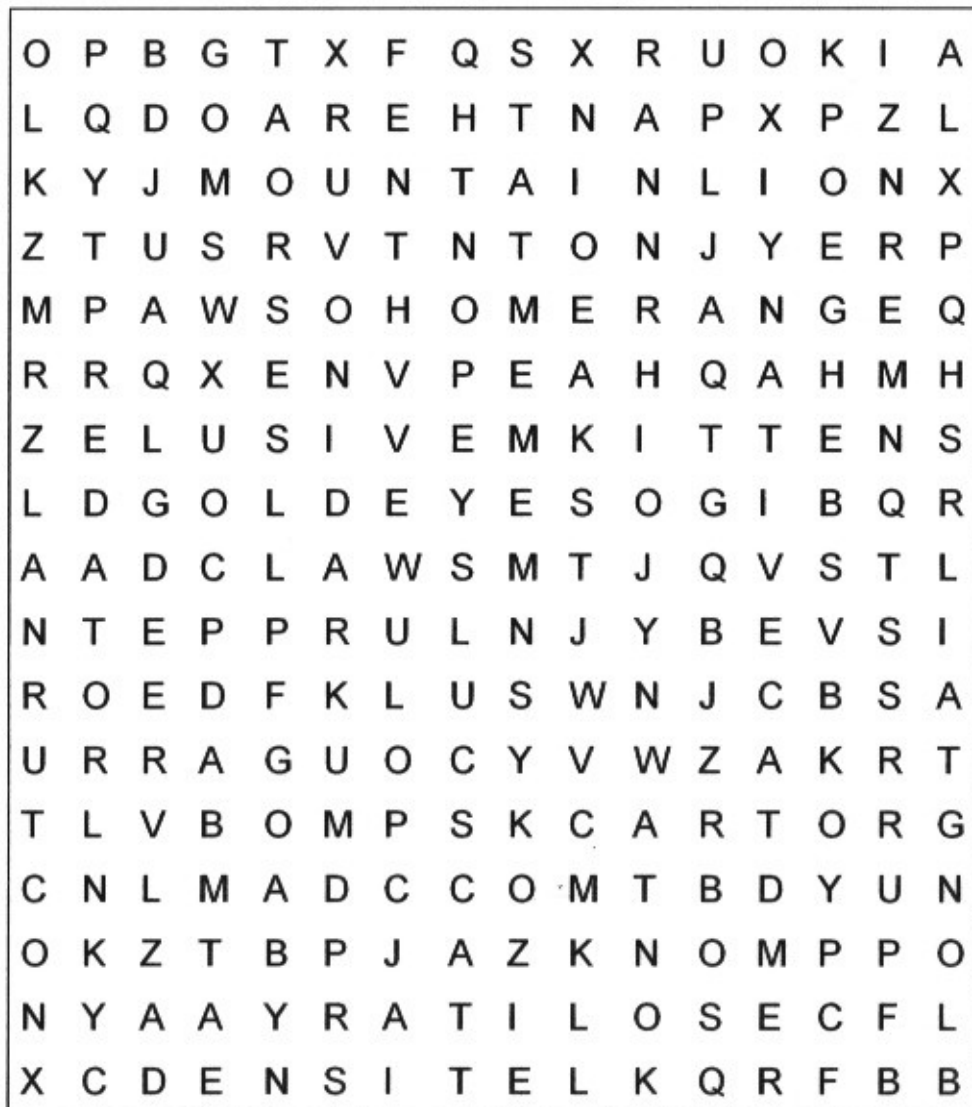 O P B G T X F Q S X R U O K I A
L Q D O A R E H T N A P X P Z L
K Y J M O U N T A I N L I O N X
Z T U S R V T N T O N J Y E R P
M P A W S O H O M E R A N G E Q
R R Q X E N V P E A H Q A H M H
Z E L U S I V E M K I T T E N S
L D G O L D E Y E S O G I B Q R
A A D C L A W S M T J Q V S T L
N T E P P R U L N J Y B E V S I
R O E D F K L U S W N J C B S A
U R R A G U O C Y V W Z A K R T
T L V B O M P S K C A R T O R G
C N L M A D C C O M T B D Y U N
O K Z T B P J A Z K N O M P P O
N Y A A Y R A T I L O S E C F L
X C D E N S I T E L K Q R F B B